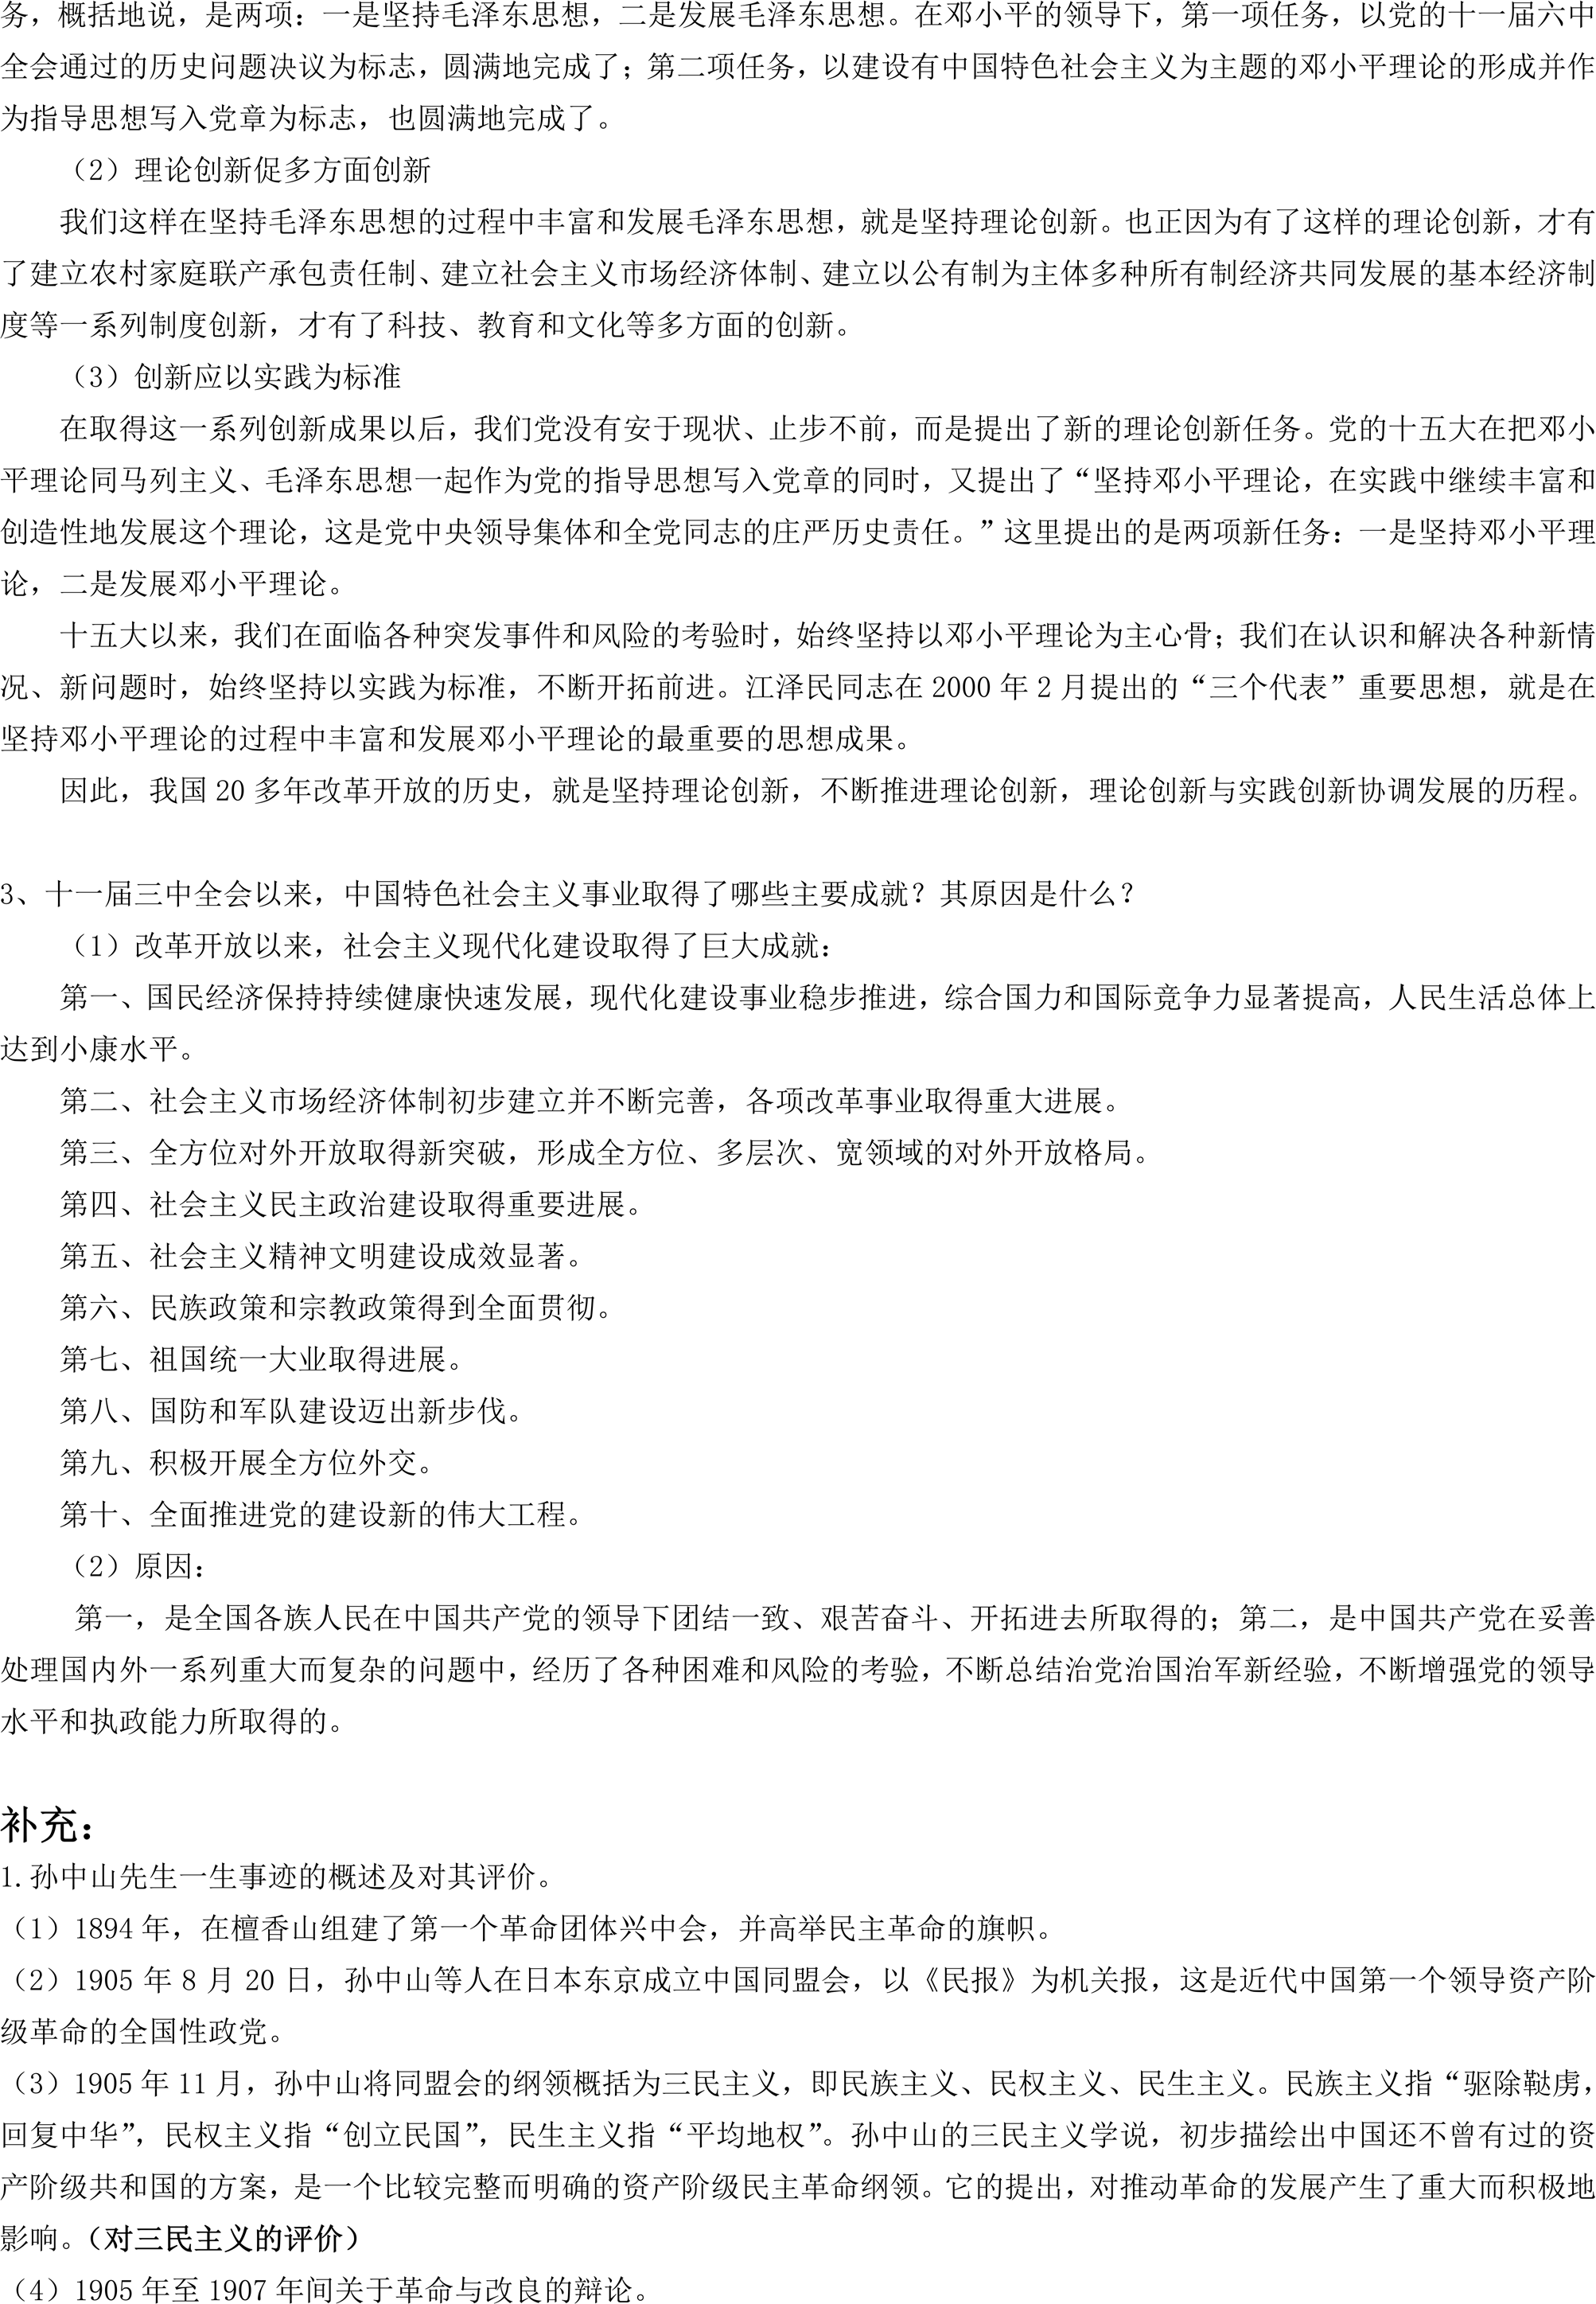 务，概括地说，是两项：一是坚持毛泽东思想，二是发展毛泽东思想。在邓小平的领导下，第一项任务，以党的十一届六中
全会通过的历史问题决议为标志，圆满地完成了；第二项任务，以建设有中国特色社会主义为主题的邓小平理论的形成并作
为指导思想写入党章为标志，也圆满地完成了。
（2）理论创新促多方面创新
我们这样在坚持毛泽东思想的过程中丰富和发展毛泽东思想，就是坚持理论创新。也正因为有了这样的理论创新，才有
了建立农村家庭联产承包责任制、建立社会主义市场经济体制、建立以公有制为主体多种所有制经济共同发展的基本经济制
度等一系列制度创新，才有了科技、教育和文化等多方面的创新。
（3）创新应以实践为标准
在取得这一系列创新成果以后，我们党没有安于现状、止步不前，而是提出了新的理论创新任务。党的十五大在把邓小
平理论同马列主义、毛泽东思想一起作为党的指导思想写入党章的同时，又提出了“坚持邓小平理论，在实践中继续丰富和
创造性地发展这个理论，这是党中央领导集体和全党同志的庄严历史责任。”这里提出的是两项新任务：一是坚持邓小平理
论，二是发展邓小平理论。
十五大以来，我们在面临各种突发事件和风险的考验时，始终坚持以邓小平理论为主心骨；我们在认识和解决各种新情
况、新问题时，始终坚持以实践为标准，不断开拓前进。江泽民同志在 2000 年 2 月提出的“三个代表”重要思想，就是在
坚持邓小平理论的过程中丰富和发展邓小平理论的最重要的思想成果。
因此，我国 20 多年改革开放的历史，就是坚持理论创新，不断推进理论创新，理论创新与实践创新协调发展的历程。
3、十一届三中全会以来，中国特色社会主义事业取得了哪些主要成就？其原因是什么？
（1）改革开放以来，社会主义现代化建设取得了巨大成就：
第一、国民经济保持持续健康快速发展，现代化建设事业稳步推进，综合国力和国际竞争力显著提高，人民生活总体上
达到小康水平。
第二、社会主义市场经济体制初步建立并不断完善，各项改革事业取得重大进展。
第三、全方位对外开放取得新突破，形成全方位、多层次、宽领域的对外开放格局。
第四、社会主义民主政治建设取得重要进展。
第五、社会主义精神文明建设成效显著。
第六、民族政策和宗教政策得到全面贯彻。
第七、祖国统一大业取得进展。
第八、国防和军队建设迈出新步伐。
第九、积极开展全方位外交。
第十、全面推进党的建设新的伟大工程。
（2）原因：
第一，是全国各族人民在中国共产党的领导下团结一致、艰苦奋斗、开拓进去所取得的；第二，是中国共产党在妥善
处理国内外一系列重大而复杂的问题中，经历了各种困难和风险的考验，不断总结治党治国治军新经验，不断增强党的领导
水平和执政能力所取得的。
补充：
1.孙中山先生一生事迹的概述及对其评价。
（1）1894 年，在檀香山组建了第一个革命团体兴中会，并高举民主革命的旗帜。
（2）1905 年 8 月 20 日，孙中山等人在日本东京成立中国同盟会，以《民报》为机关报，这是近代中国第一个领导资产阶
级革命的全国性政党。
（3）1905 年 11 月，孙中山将同盟会的纲领概括为三民主义，即民族主义、民权主义、民生主义。民族主义指“驱除鞑虏，
回复中华”，民权主义指“创立民国”，民生主义指“平均地权”。孙中山的三民主义学说，初步描绘出中国还不曾有过的资
产阶级共和国的方案，是一个比较完整而明确的资产阶级民主革命纲领。它的提出，对推动革命的发展产生了重大而积极地
影响。（对三民主义的评价）
（4）1905 年至 1907 年间关于革命与改良的辩论。